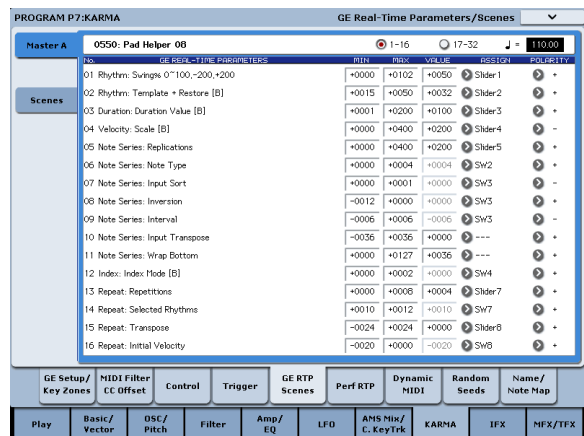 PROGRAM P7:KARMA GE Real-Time Parameters/Scenes
Master A 0550: Pad Helper 08 1-16 17-32 ♩ = 110.00
No. GE REAL-TIME PARAMETERS MIN MAX VALUE ASSIGN POLARITY
01 Rhythm: Swing% 0~100,-200,+200 +0000 +0102 +0050 Slider1 +
02 Rhythm: Template + Restore [B] +0015 +0050 +0032 Slider2 +
Scenes
03 Duration: Duration Value [B] +0001 +0200 +0100 Slider3 +
04 Velocity: Scale [B] +0000 +0400 +0200 Slider4 -
05 Note Series: Replications +0000 +0400 +0200 Slider5 +
06 Note Series: Note Type +0000 +0004 +0004 SW2 +
07 Note Series: Input Sort +0000 +0001 +0000 SW3 -
08 Note Series: Inversion -0012 +0000 +0000 SW3 -
09 Note Series: Interval -0006 +0006 -0006 SW3 -
10 Note Series: Input Transpose -0036 +0036 +0000 --- +
11 Note Series: Wrap Bottom +0000 +0127 +0036 --- +
12 Index: Index Mode [B] +0000 +0002 +0000 SW4 +
13 Repeat: Repetitions +0000 +0008 +0004 Slider7 +
14 Repeat: Selected Rhythms +0010 +0012 +0010 SW7 +
15 Repeat: Transpose -0024 +0024 +0000 Slider8 +
16 Repeat: Initial Velocity -0020 +0000 -0020 SW8 +
GE Setup/ Key Zones MIDI Filter CC Offset Control Trigger GE RTP Scenes Perf RTP Dynamic MIDI Random Seeds Name/ Note Map
Play Basic/ Vector OSC/ Pitch Filter Amp/ EQ LFO AMS Mix/ C. KeyTrk KARMA IFX MFX/TFX